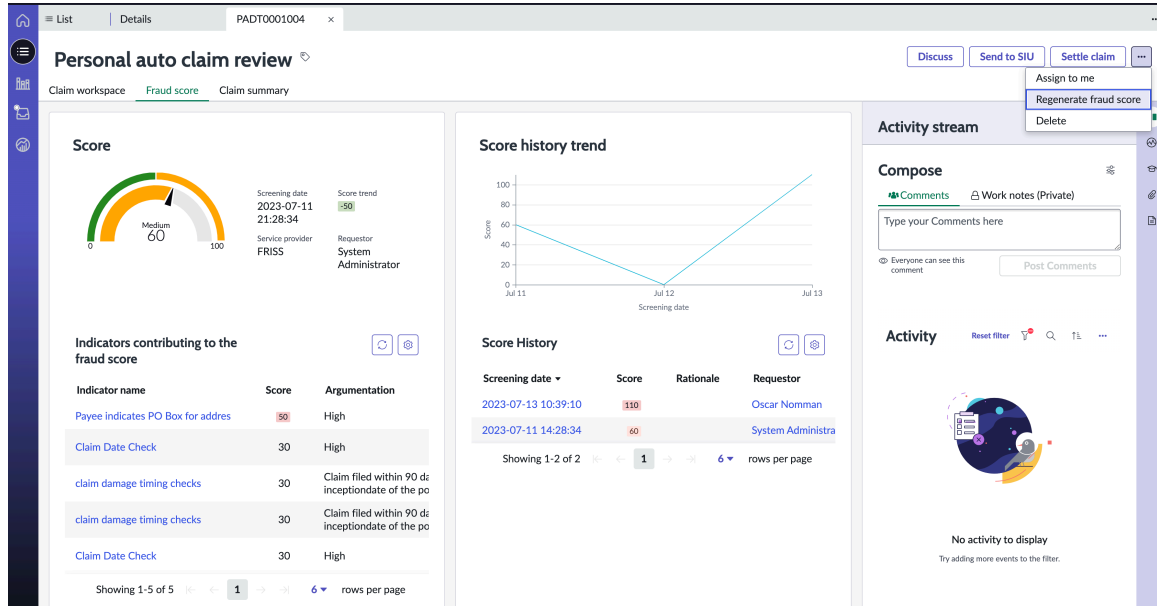 List
Details
PADT0001004
Personal auto claim review
Discuss
Send to SIU
Settle claim
Assign to me
Regenerate fraud score
Delete
Claim workspace
Fraud score
Claim summary
Score
Medium
60
0
100
Screening date
2023-07-11
21:28:34
Score trend
-50
Service provider
FRISS
Requestor
System
Administrator
Indicators contributing to the
fraud score
Indicator name Score Argumentation
Payee indicates PO Box for addres 50 High
Claim Date Check 30 High
claim damage timing checks 30 Claim filed within 90 da
inceptiondate of the po
claim damage timing checks 30 Claim filed within 90 da
inceptiondate of the po
Claim Date Check 30 High
Showing 1-5 of 5 1 6 rows per page
Score history trend
100
80
60
40
20
0
Score
Jul 11 Jul 12 Jul 13
Screening date
Score History
Screening date Score Rationale Requestor
2023-07-13 10:39:10 110 Oscar Nomman
2023-07-11 14:28:34 60 System Administra
Showing 1-2 of 2 1 6 rows per page
Activity stream
Compose
Comments
Work notes (Private)
Type your Comments here
Everyone can see this
comment
Post Comments
Activity
Reset filter
No activity to display
Try adding more events to the filter.